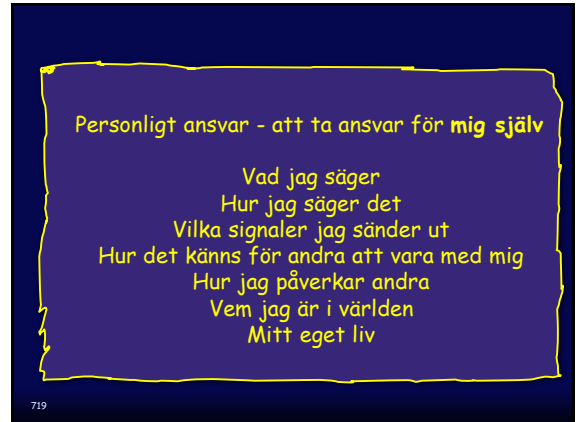 Personligt ansvar - att ta ansvar för mig själv
Vad jag säger
Hur jag säger det
Vilka signaler jag sänder ut
Hur det känns för andra att vara med mig
Hur jag påverkar andra
Vem jag är i världen
Mitt eget liv
719